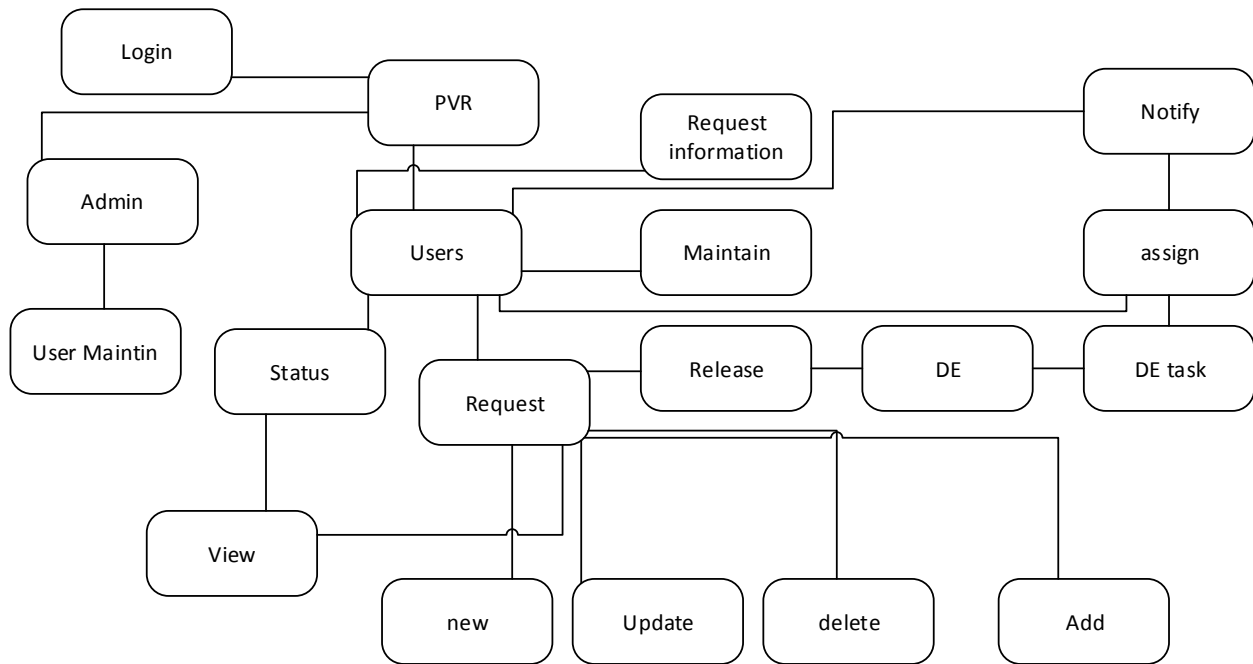 Login
PVR
Request
information
Notify
Admin
Users
Maintain
assign
User Maintin
Status
Request
Release
DE
DE task
View
new
Update
delete
Add